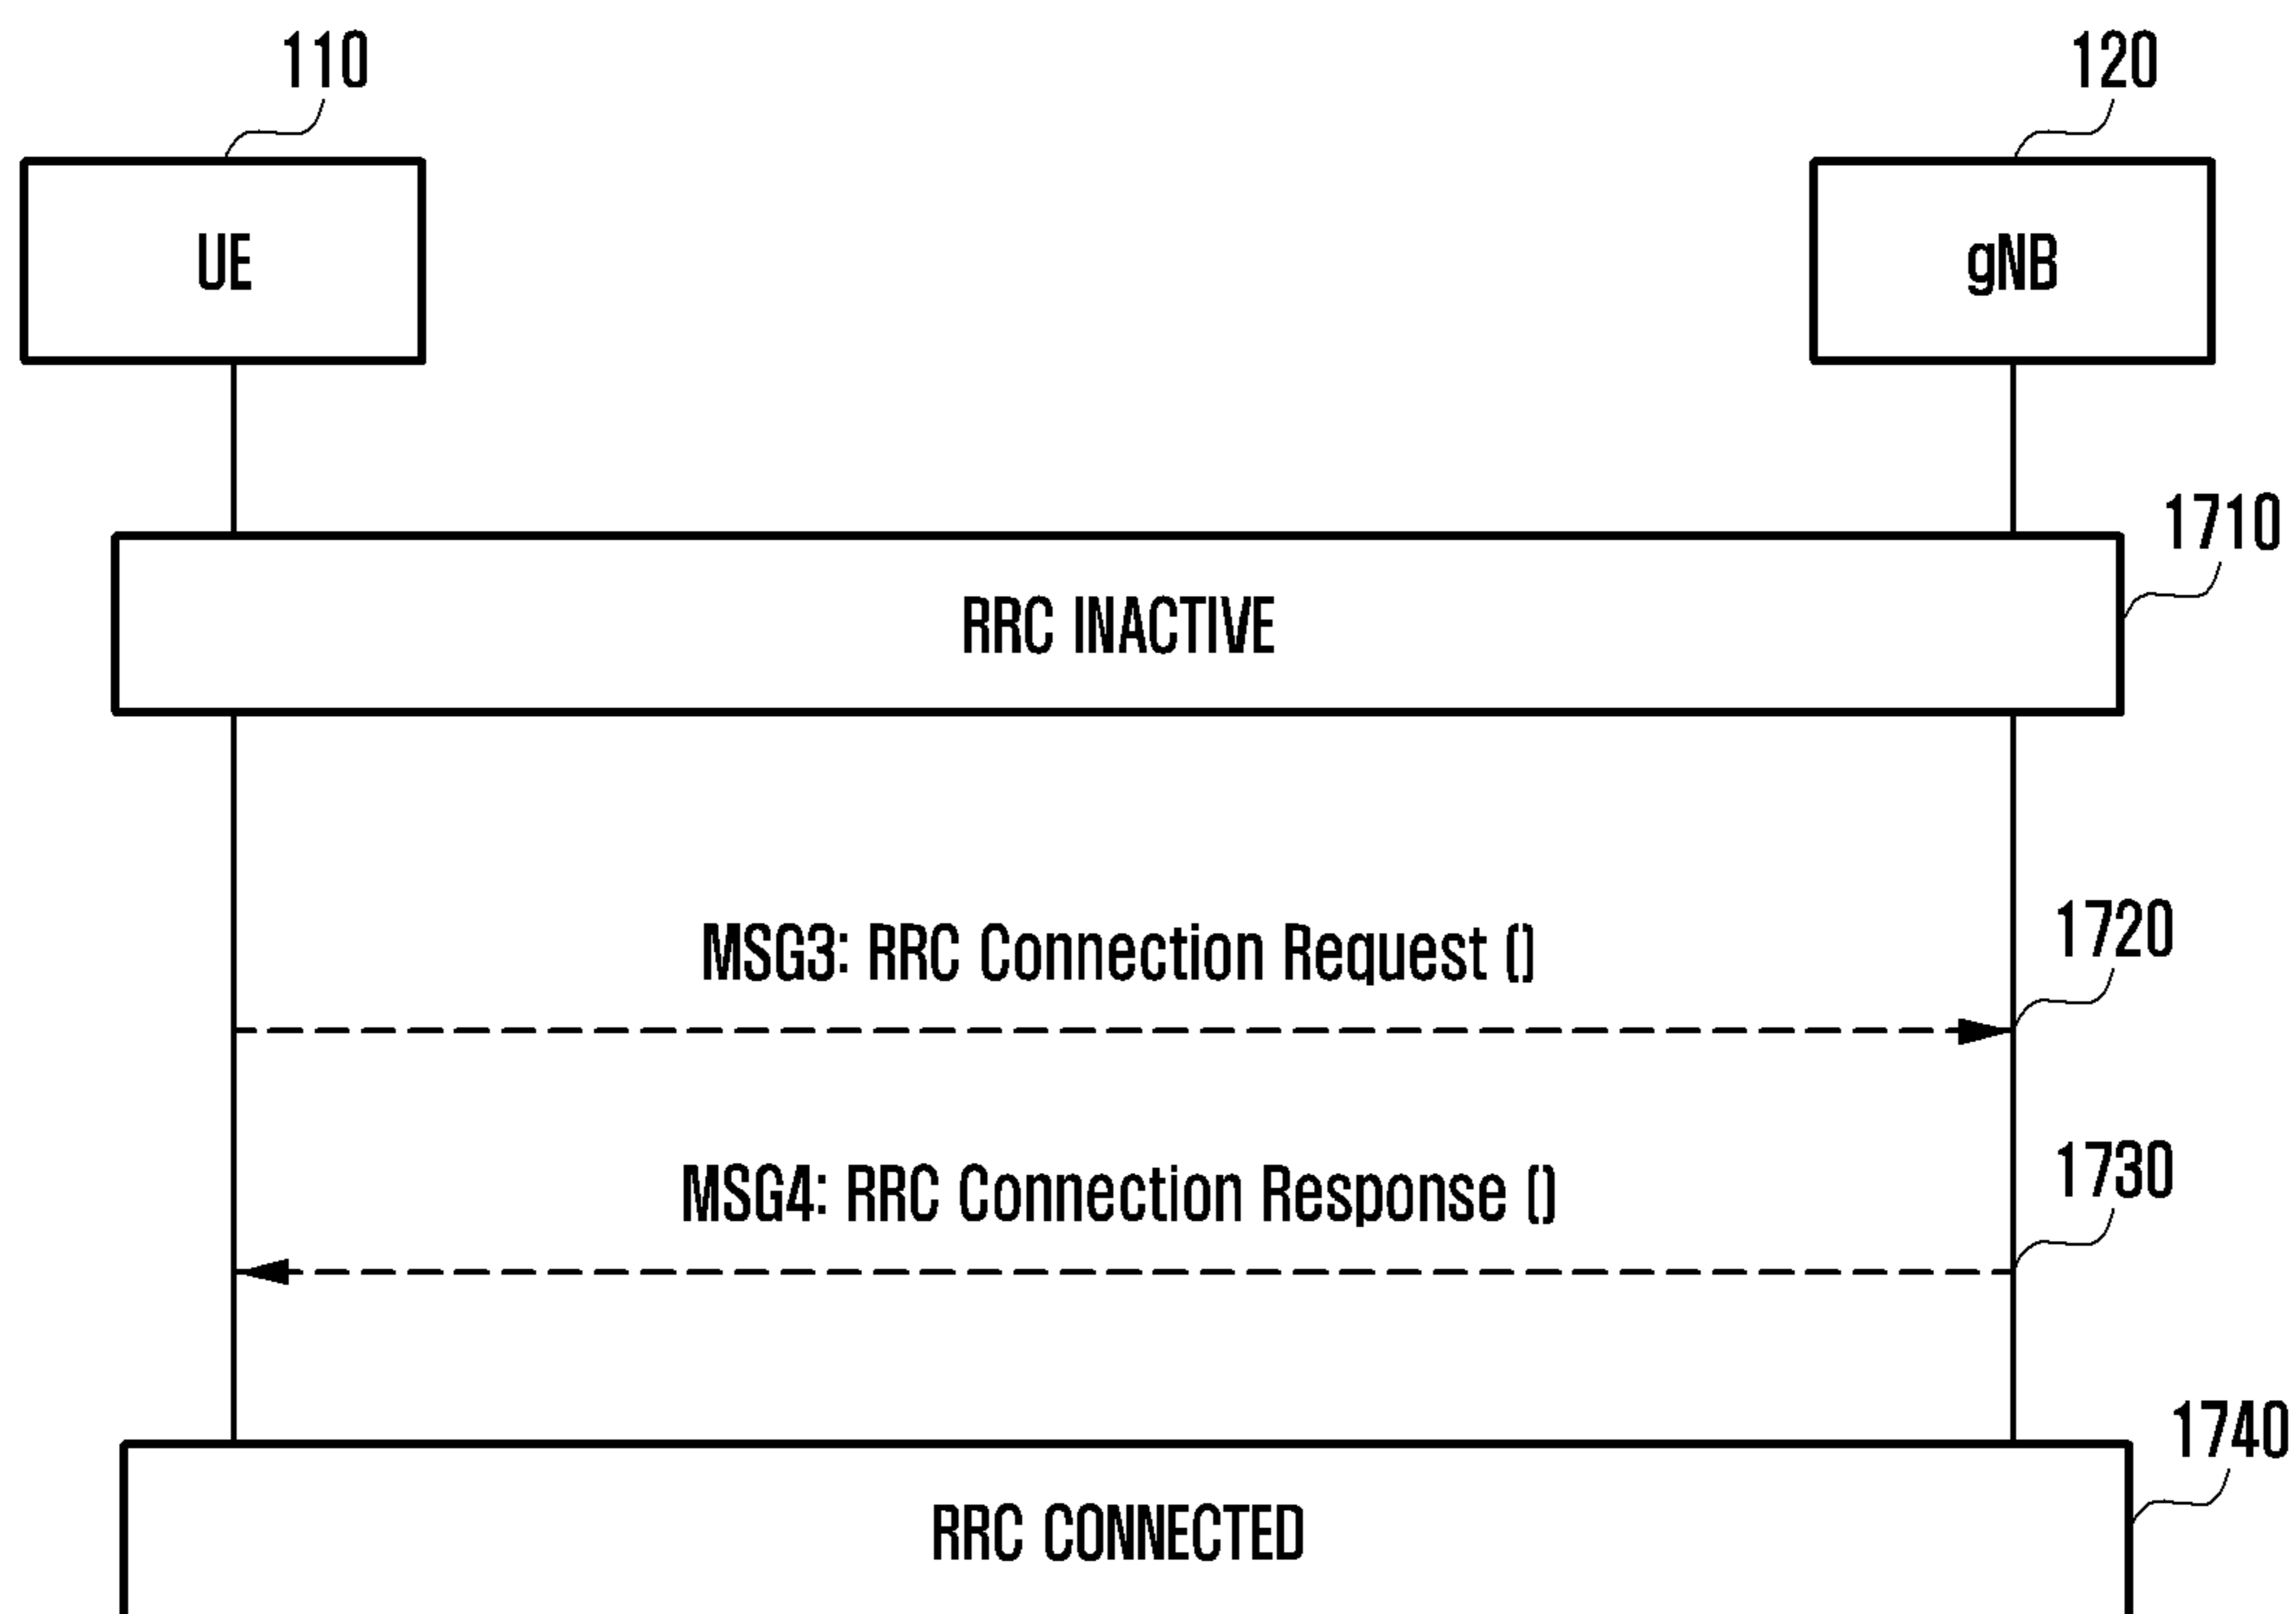 110
120
UE
gNB
1710
RRC INACTIVE
1720
MSG3: RRC Connection Request ()
1730
MSG4: RRC Connection Response ()
1740
RRC CONNECTED